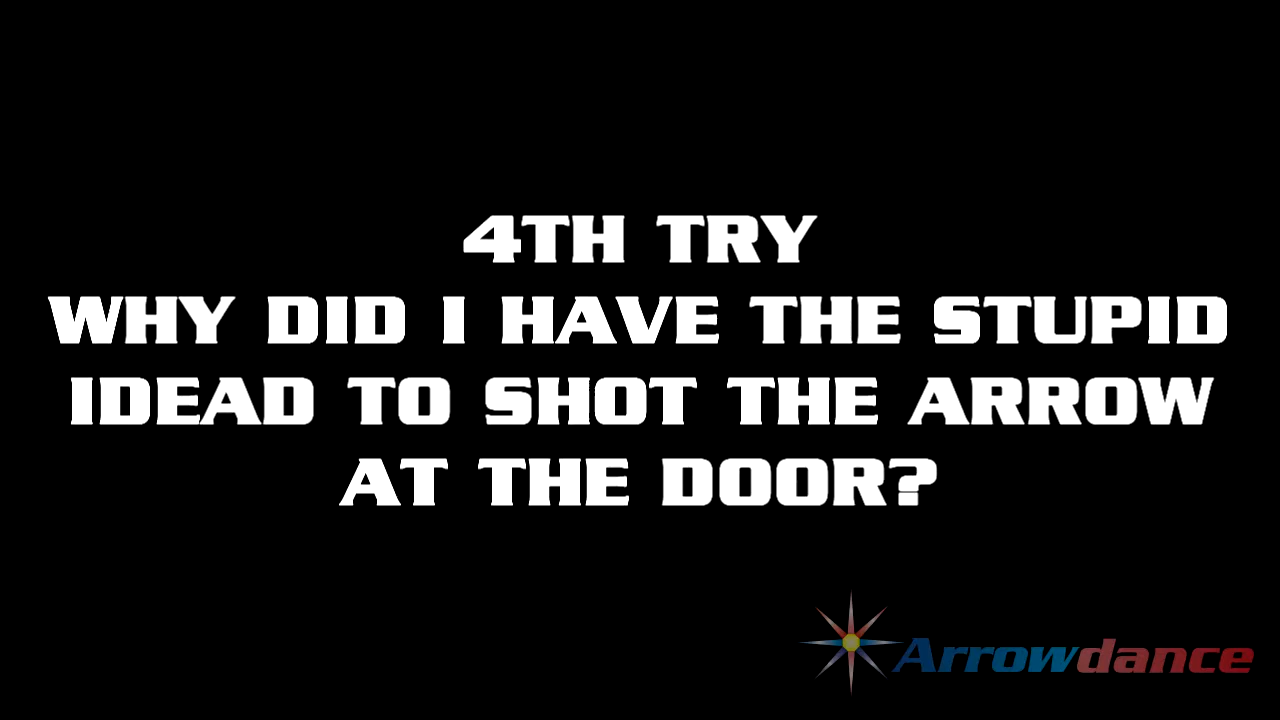 4TH TRY
WHY DID I HAVE THE STUPID
IDEAD TO SHOT THE ARROW
AT THE DOOR?
Arrowdance